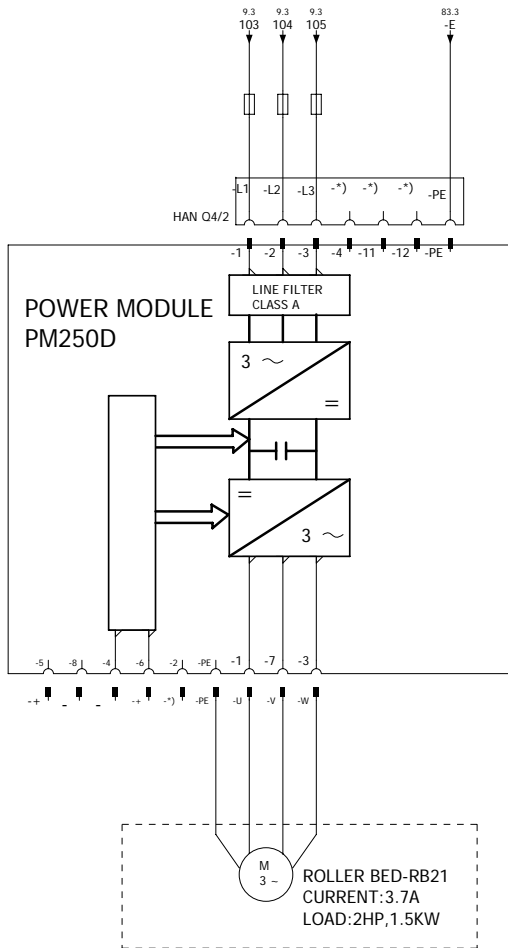 9.3 9.3 9.3 83.3
103 104 105 -E
-L1 -L2 -L3 -*) -*) -*) -PE
HAN Q4/2
-1 -2 -3 -4 -11 -12 -PE
LINE FILTER
CLASS A
POWER MODULE
PM250D
3 ~
=
=
3 ~
-5 -8 -4 -6 -2 -PE -1 -7 -3
-+ - - -+ -*) -PE -U -V -W
M
3 ~
ROLLER BED-RB21
CURRENT:3.7A
LOAD:2HP,1.5KW